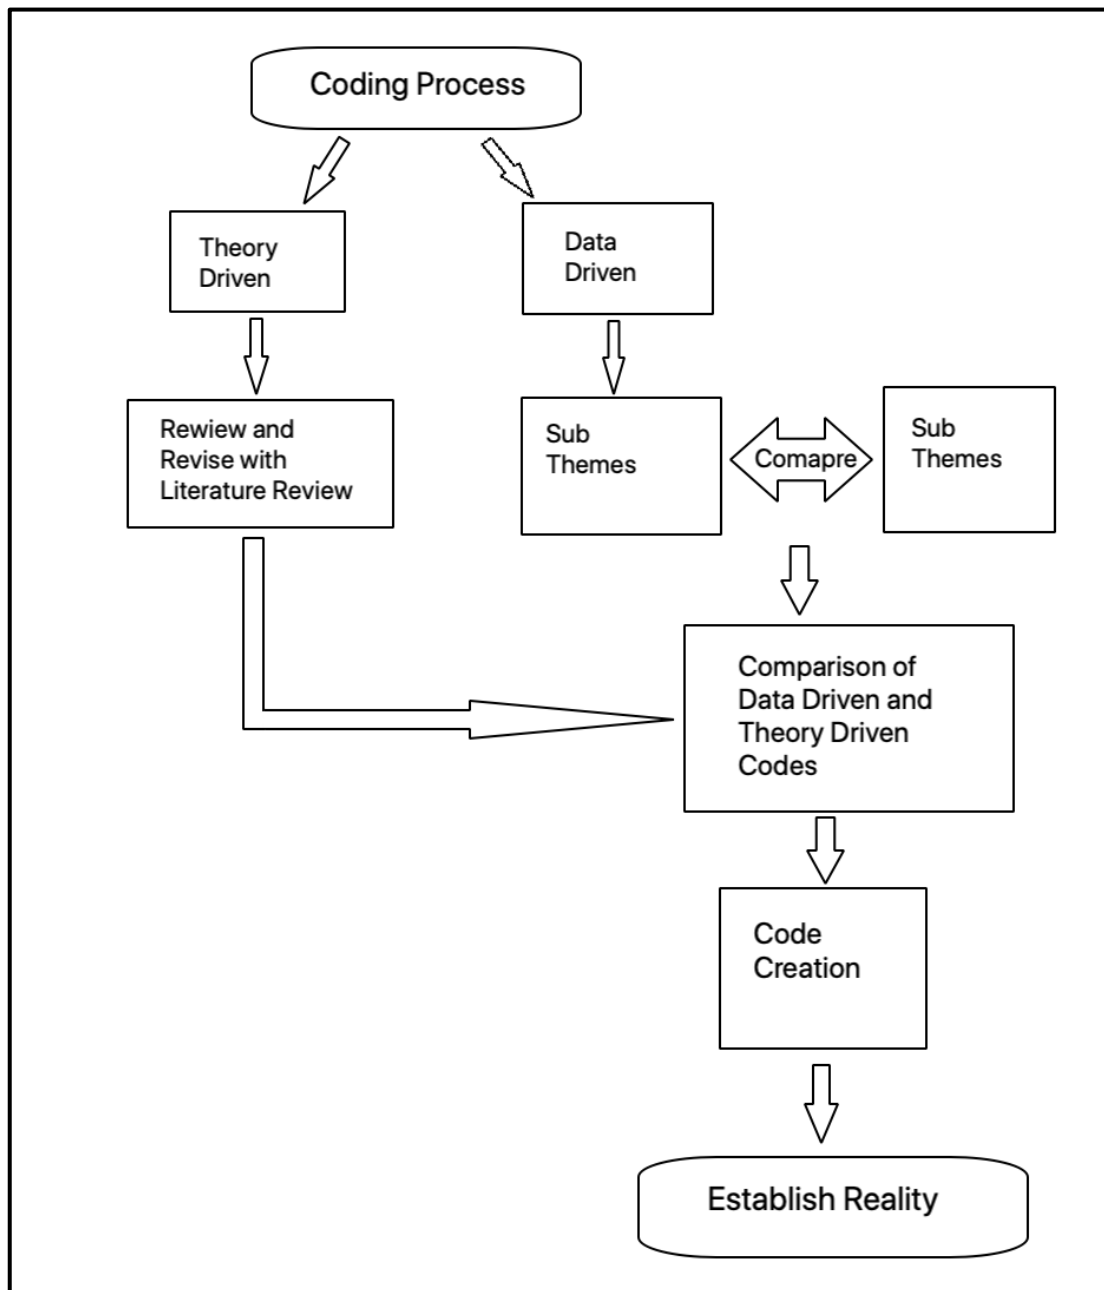 Coding Process
Theory
Driven
Data
Driven
Rewiew and
Revise with
Literature Review
Sub
Themes
Comapre
Sub
Themes
Comparison of
Data Driven and
Theory Driven
Codes
Code
Creation
Establish Reality